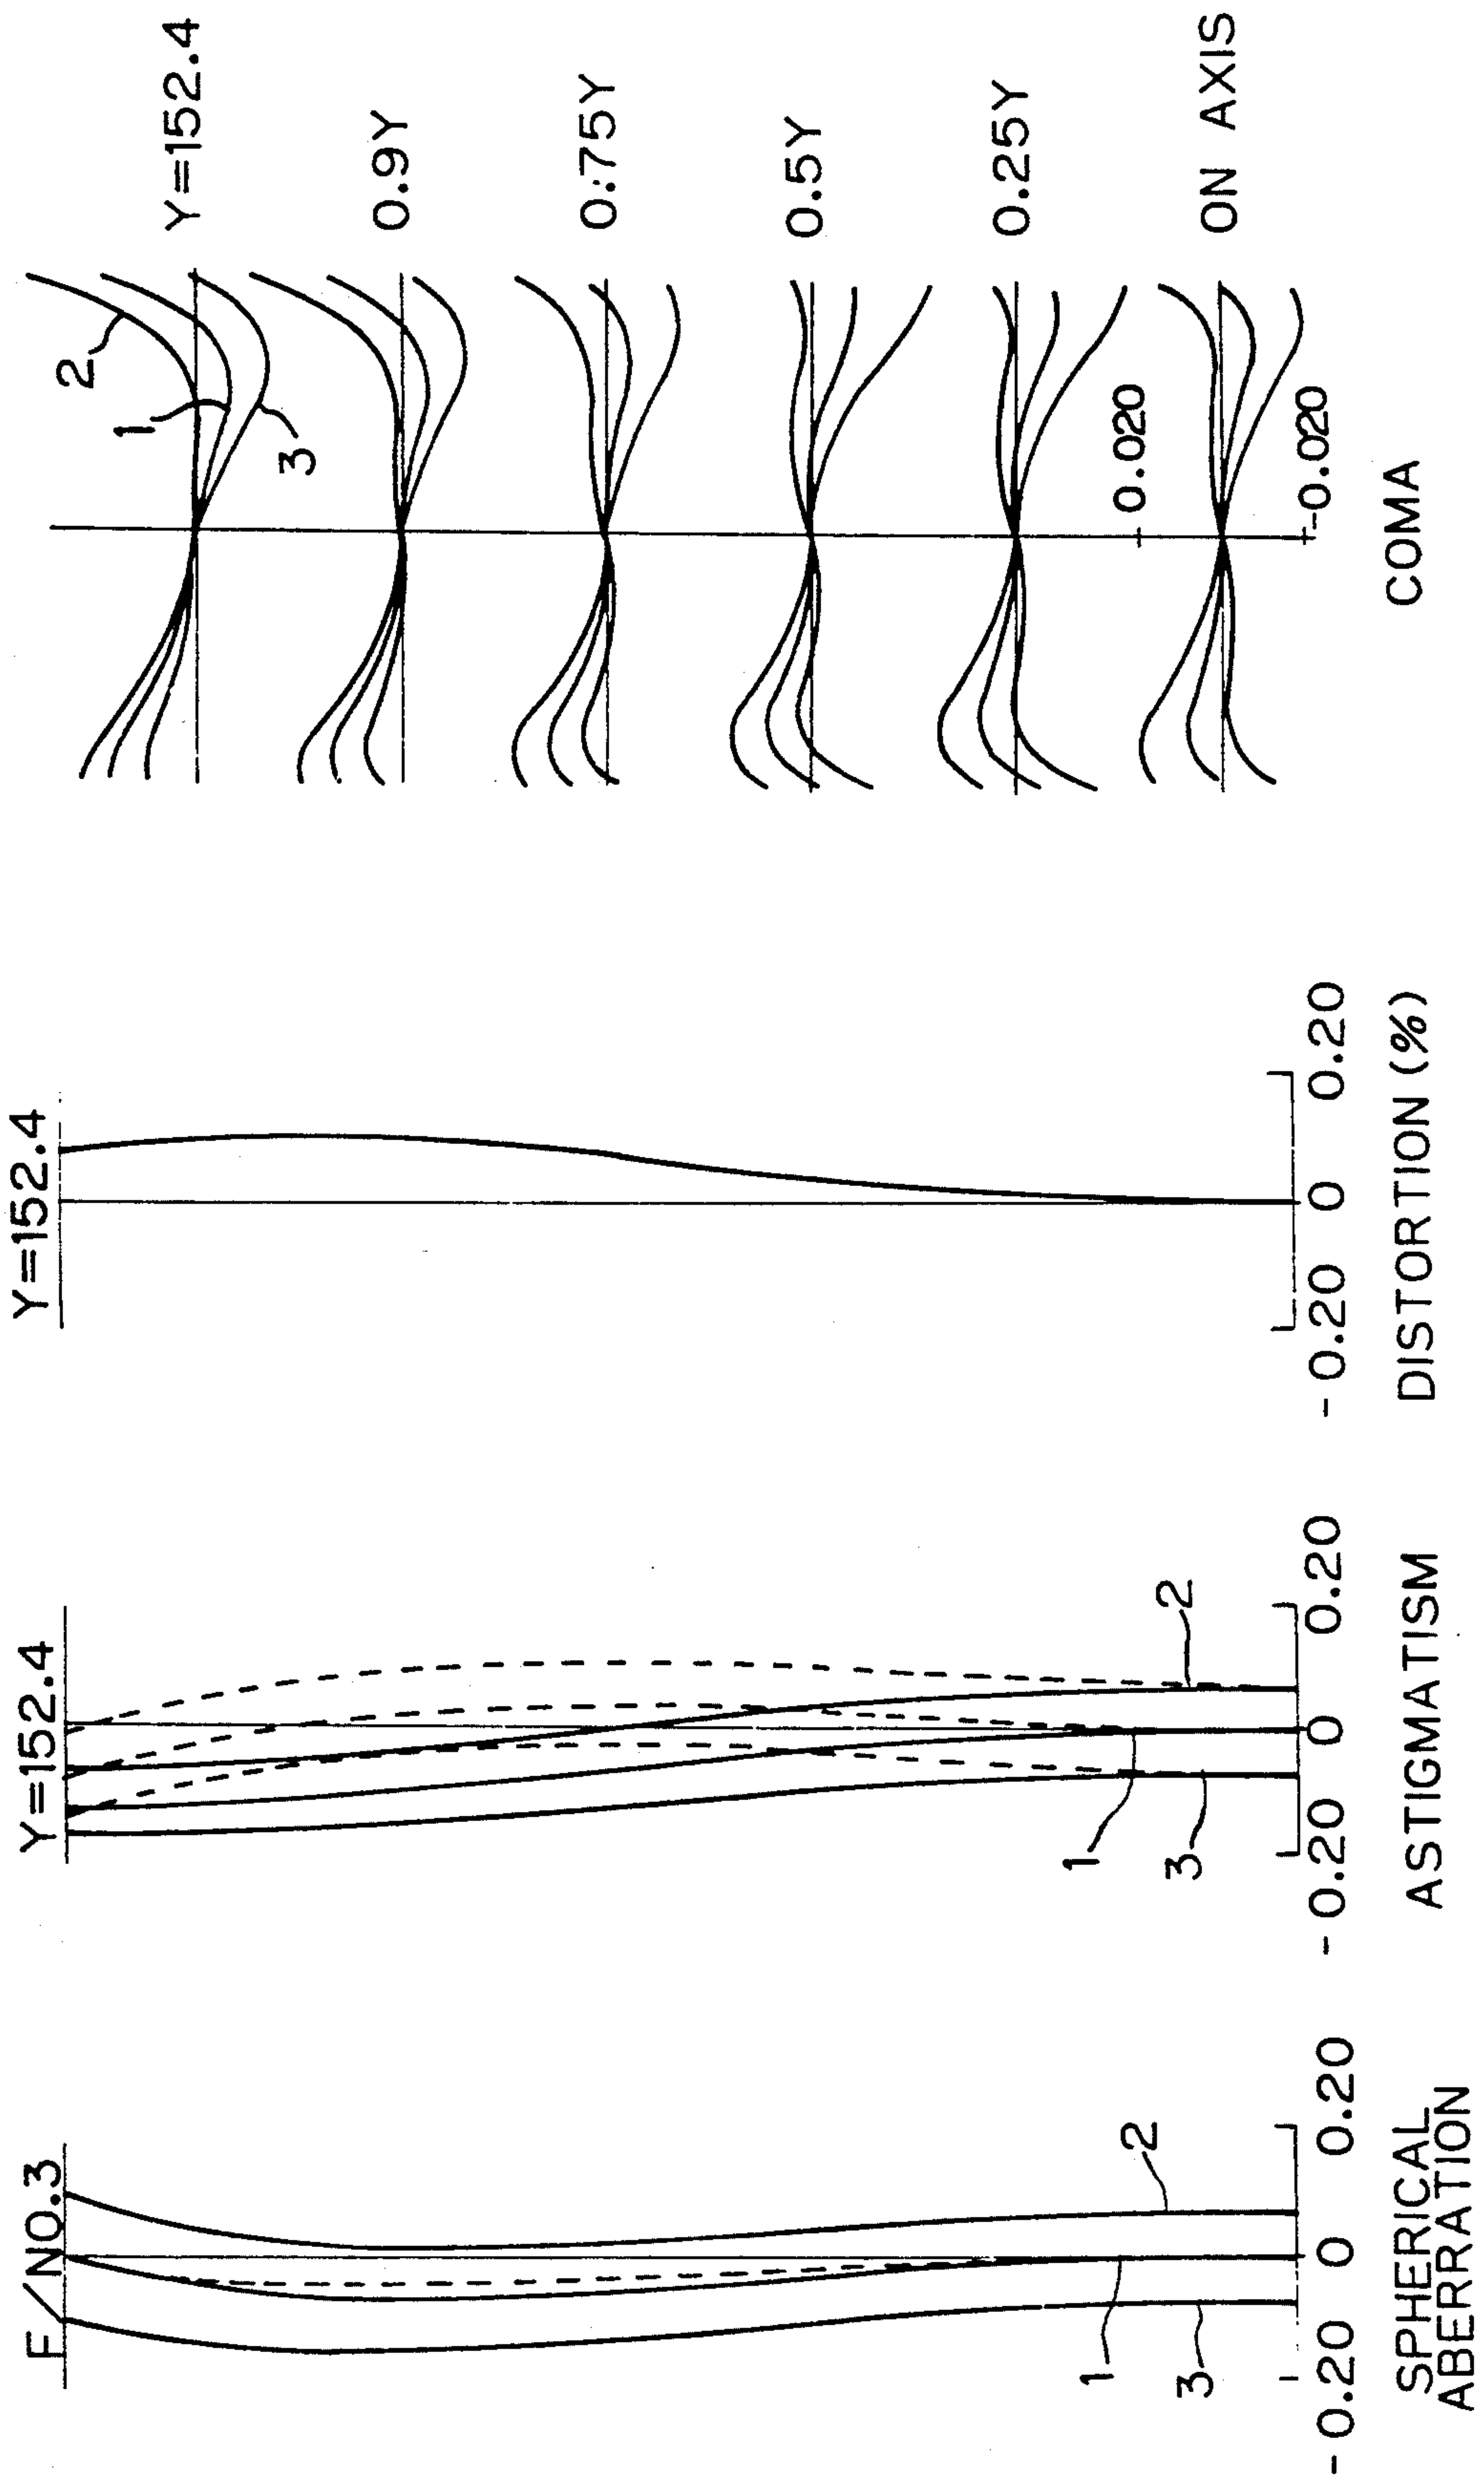 F/NO.3
2
1
3
-0.20 0 0.20
SPHERICAL
ABERRATION
Y=152.4
2
1
3
-0.20 0 0.20
ASTIGMATISM
Y=152.4
-0.20 0 0.20
DISTORTION (%)
2
1
3
Y=152.4
0.9Y
0.75Y
0.5Y
0.25Y
0.020
ON AXIS
-0.020
COMA